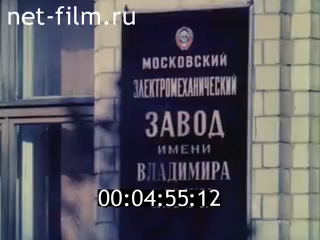 net-film.ru
МОСКОВСКИЙ
ЭЛЕКТРОМЕХАНИЧЕСКИЙ
ЗАВОД
ИМЕНИ
ВЛАДИМИРА
00:04:55:12